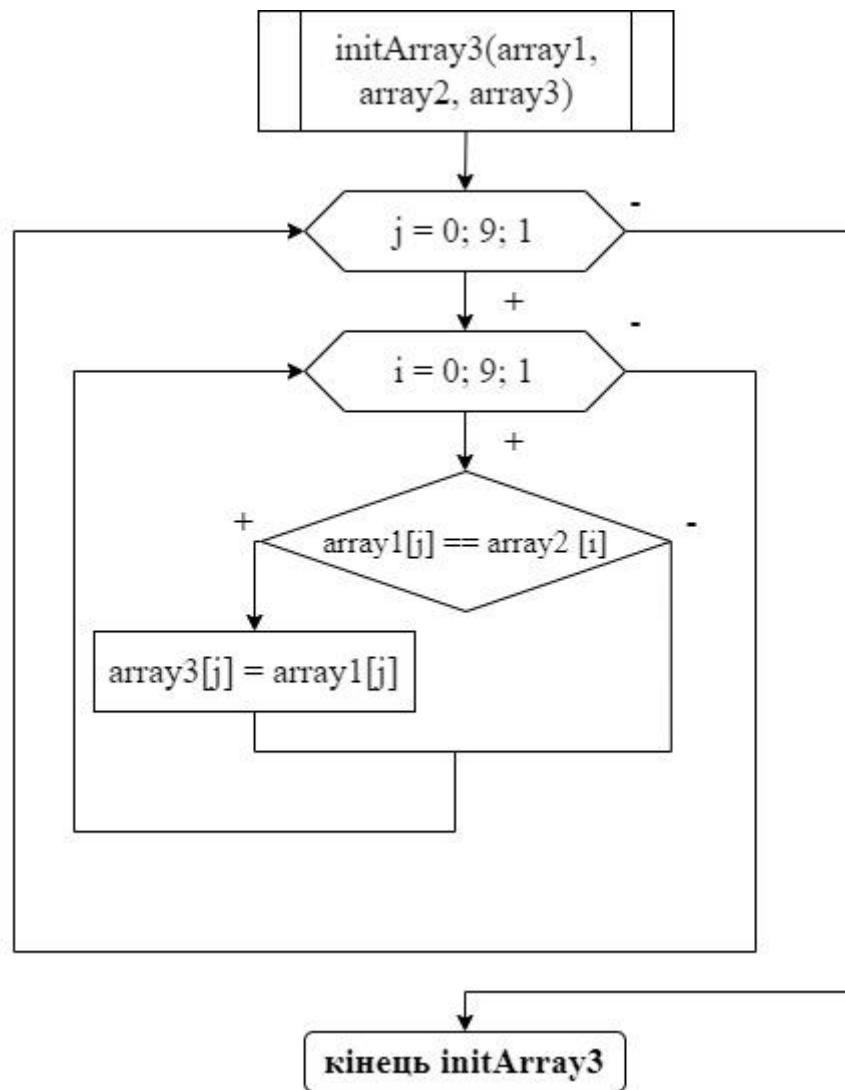 initArray3(array1,
array2, array3)
j = 0; 9; 1
-
+
i = 0; 9; 1
-
+
array1[j] == array2 [i]
+
-
array3[j] = array1[j]
кінець initArray3